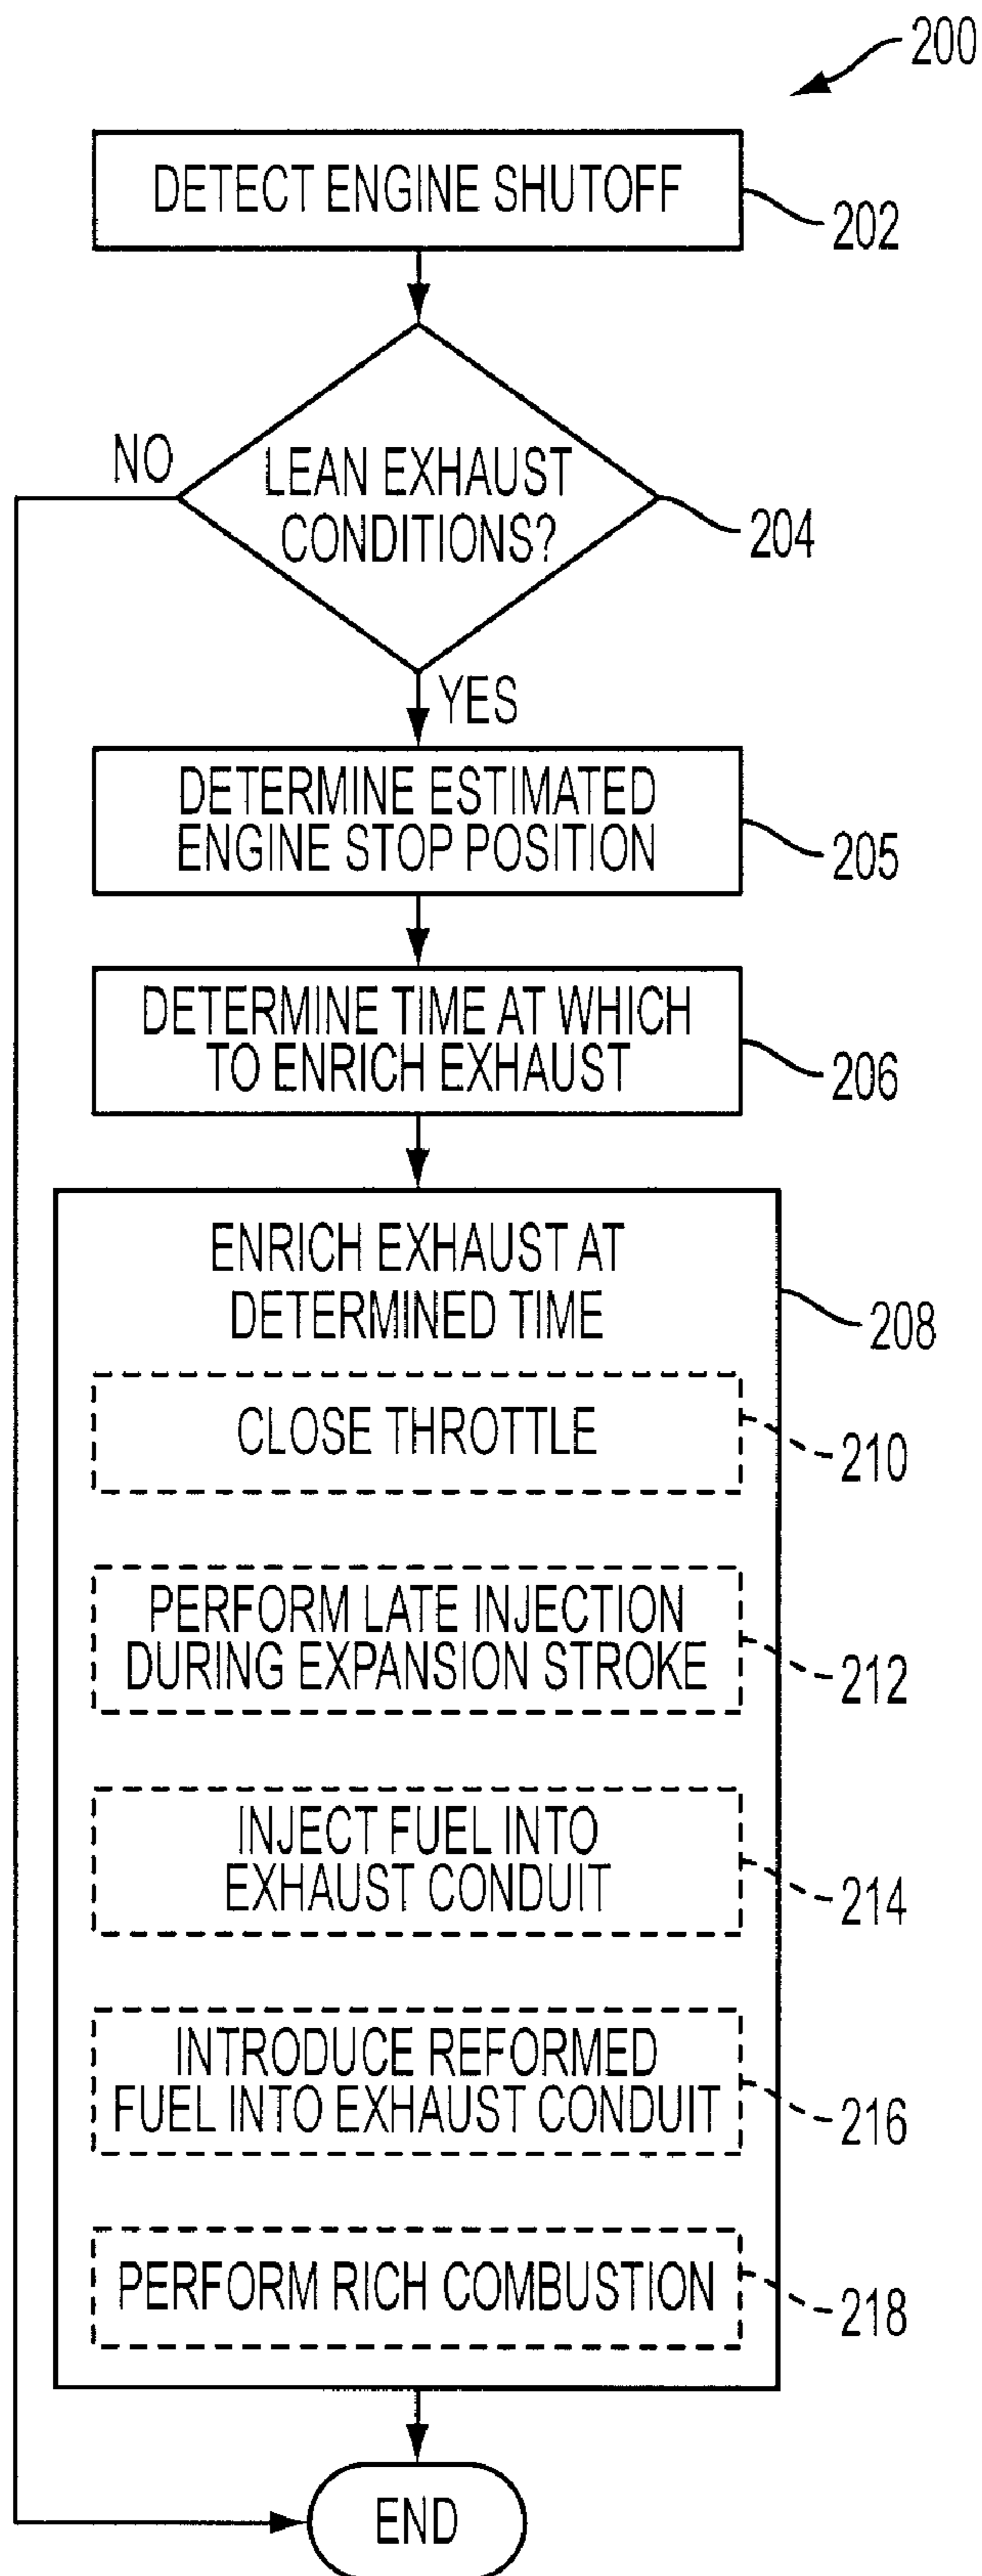 200
DETECT ENGINE SHUTOFF
202
NO
LEAN EXHAUST
CONDITIONS?
204
YES
DETERMINE ESTIMATED
ENGINE STOP POSITION
205
DETERMINE TIME AT WHICH
TO ENRICH EXHAUST
206
ENRICH EXHAUST AT
DETERMINED TIME
208
CLOSE THROTTLE
210
PERFORM LATE INJECTION
DURING EXPANSION STROKE
212
INJECT FUEL INTO
EXHAUST CONDUIT
214
INTRODUCE REFORMED
FUEL INTO EXHAUST CONDUIT
216
PERFORM RICH COMBUSTION
218
END